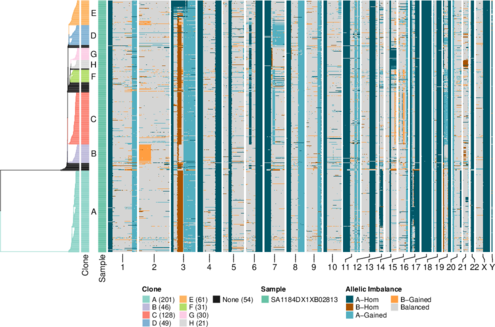 E
D
G
H
F
C
B
A
Clone
Sample
1
2
3
4
5
6
7
8
9
10
11
12
13
14
15
16
17
18
19
20
21
22
X
Y
Clone
A (201)
B (46)
C (128)
D (49)
E (61)
F (31)
G (30)
H (21)
None (54)
Sample
SA1184DX1XB02813
Allelic Imbalance
A–Hom
B–Hom
A–Gained
B–Gained
Balanced